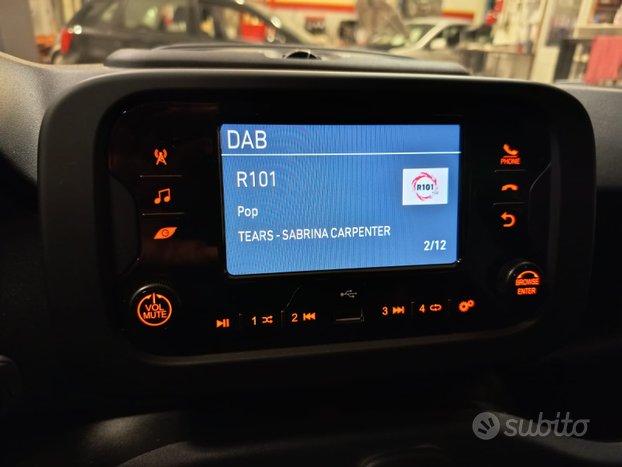 DAB
R101
R101
Pop
TEARS - SABRINA CARPENTER
2/12
PHONE
VOL
MUTE
BROWSE
ENTER
1
2
3
4
subito